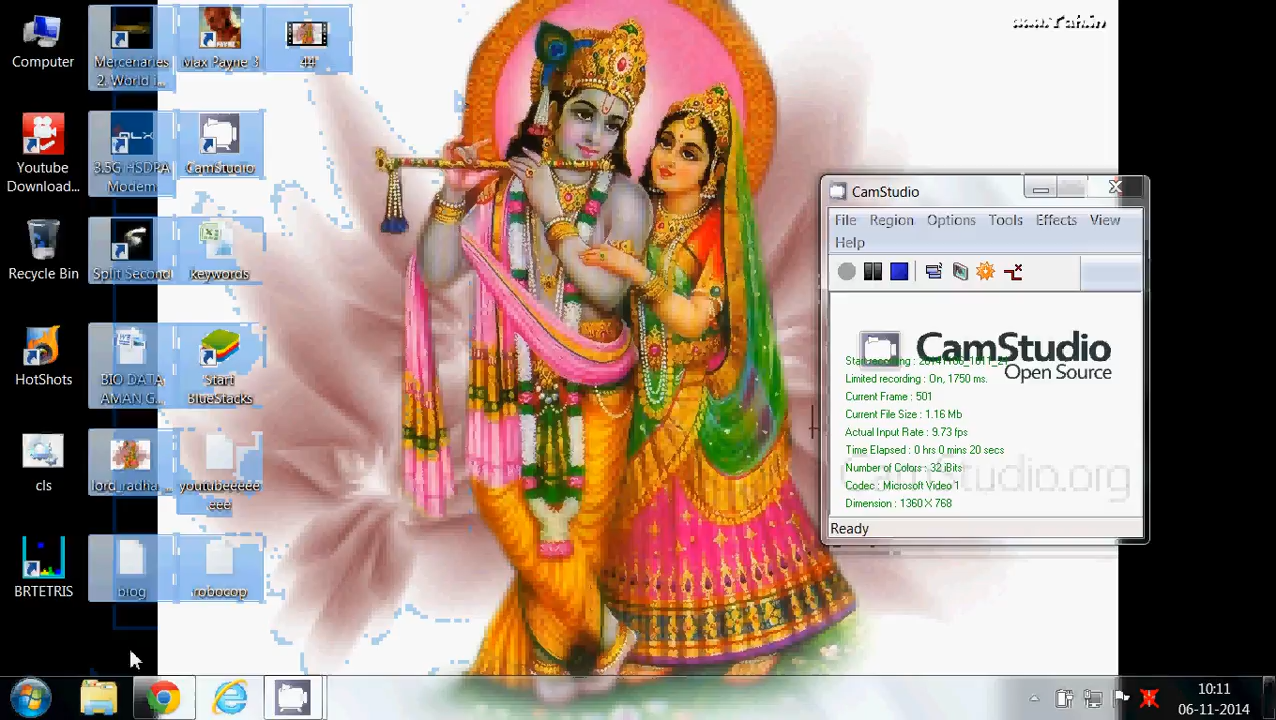 Computer
Mercenaries
2. World i...
Max Payne 3
44
Youtube
Download...
3.5G HSDPA
Modem
CamStudio
Recycle Bin
Split Second
keywords
HotShots
BIO DATA
AMAN G...
Start
BlueStacks
cls
lord_radha_...
youtubeeeeee
eee
BRTETRIS
blog
robocop
CamStudio
File Region Options Tools Effects View
Help
CamStudio
Open Source
Limited recording : On, 1750 ms.
Current Frame : 501
Current File Size : 1.16 Mb
Actual Input Rate : 9.73 fps
Time Elapsed : 0 hrs 0 mins 20 secs
Number of Colors : 32 iBits
Codec : Microsoft Video 1
Dimension : 1360 X 768
Ready
10:11
06-11-2014